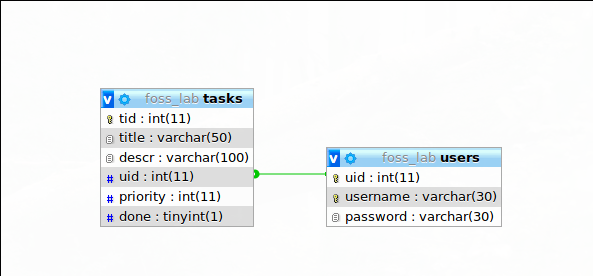 v foss_lab tasks
tid : int(11)
title : varchar(50)
descr : varchar(100)
# uid : int(11)
# priority : int(11)
# done : tinyint(1)
v foss_lab users
uid : int(11)
username : varchar(30)
password : varchar(30)